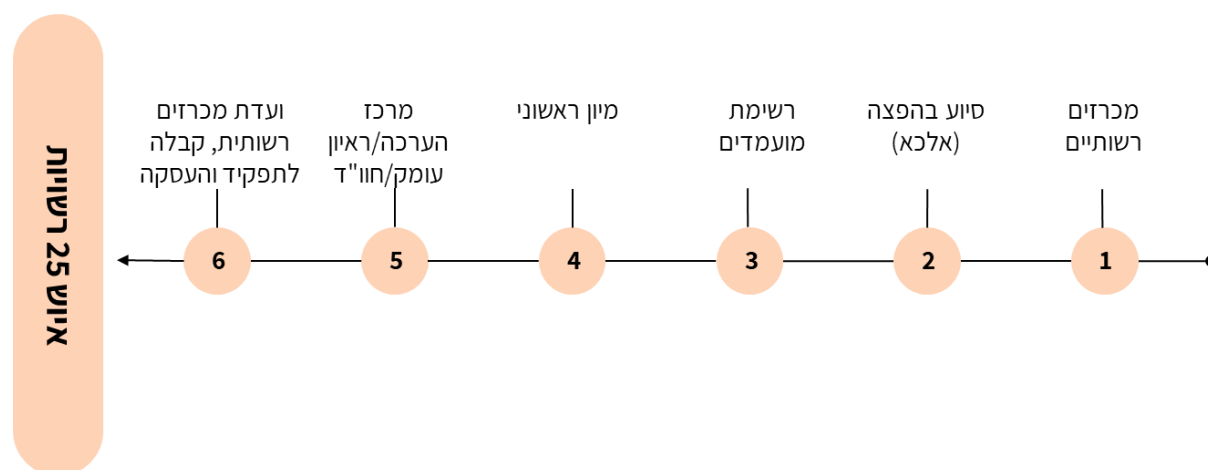 מכרזים
רשותיים
1
סיוע בהפצה
(אלכא)
2
רשימת
מועמדים
3
מיון ראשוני
4
מרכז
הערכה/ראיון
עומק/חוו"ד
5
ועדת מכרזים
רשותית, קבלה
לתפקיד והעסקה
6
איוש 25 רשויות